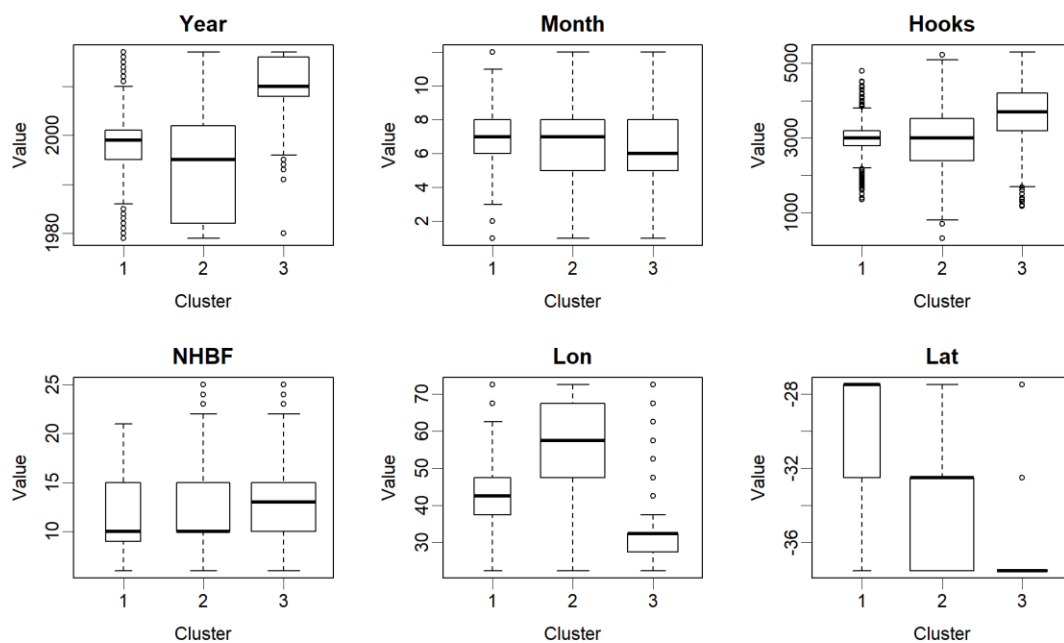 Year
Value
1980
2000
1
2
3
Cluster
Month
Value
2
4
6
8
10
1
2
3
Cluster
Hooks
Value
1000
3000
5000
1
2
3
Cluster
NHBF
Value
10
15
20
25
1
2
3
Cluster
Lon
Value
30
40
50
60
70
1
2
3
Cluster
Lat
Value
-36
-32
-28
1
2
3
Cluster